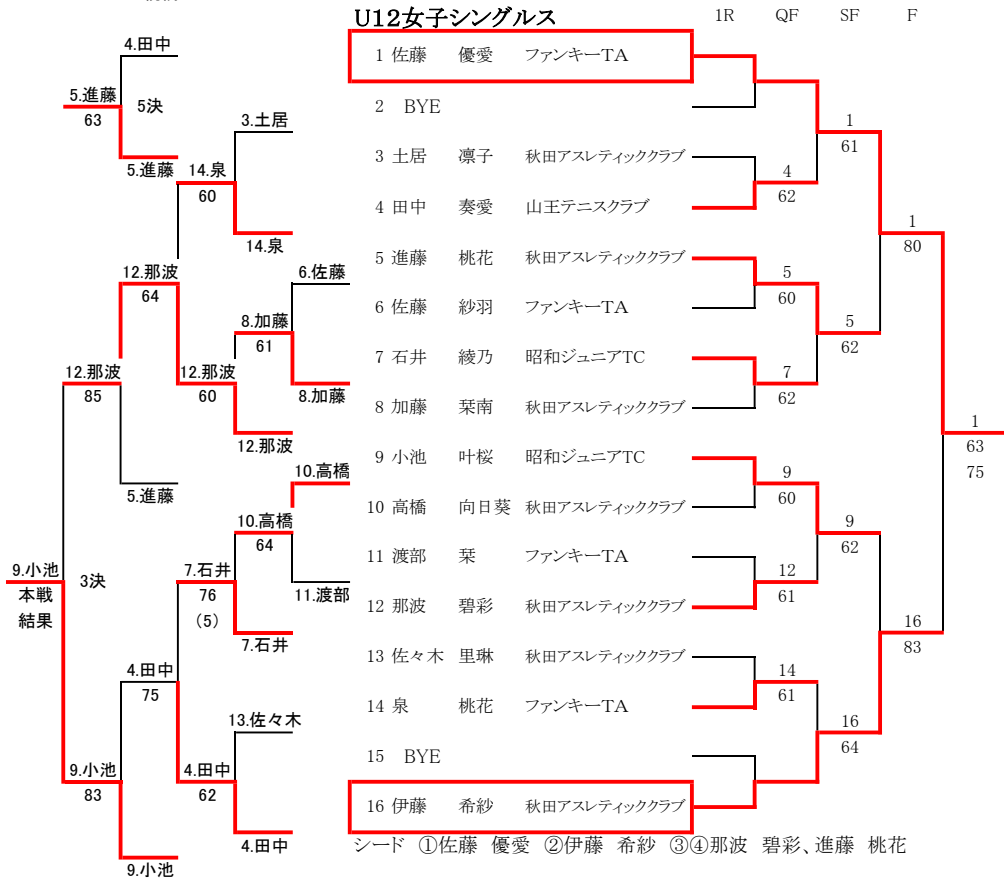 U12女子シングルス
1R QF SF F
1 佐藤 優愛 ファンキーTA
2 BYE
3 土居 凛子 秋田アスレティッククラブ
4 田中 奏愛 山王テニスクラブ
5 進藤 桃花 秋田アスレティッククラブ
6 佐藤 紗羽 ファンキーTA
7 石井 綾乃 昭和ジュニアTC
8 加藤 栞南 秋田アスレティッククラブ
9 小池 叶桜 昭和ジュニアTC
10 高橋 向日葵 秋田アスレティッククラブ
11 渡部 栞 ファンキーTA
12 那波 碧彩 秋田アスレティッククラブ
13 佐々木 里琳 秋田アスレティッククラブ
14 泉 桃花 ファンキーTA
15 BYE
16 伊藤 希紗 秋田アスレティッククラブ
シード ①佐藤 優愛 ②伊藤 希紗 ③④那波 碧彩、進藤 桃花
4
62
5
60
7
62
9
60
12
61
14
61
1
61
5
62
9
62
16
64
1
80
16
83
1
63
75
4.田中
5.進藤
63
5決
5.進藤
3.土居
14.泉
60
14.泉
12.那波
64
6.佐藤
8.加藤
61
8.加藤
12.那波
85
12.那波
60
12.那波
5.進藤
10.高橋
10.高橋
64
11.渡部
9.小池
本戦
結果
3決
7.石井
76
(5)
7.石井
4.田中
75
13.佐々木
9.小池
83
4.田中
62
4.田中
9.小池